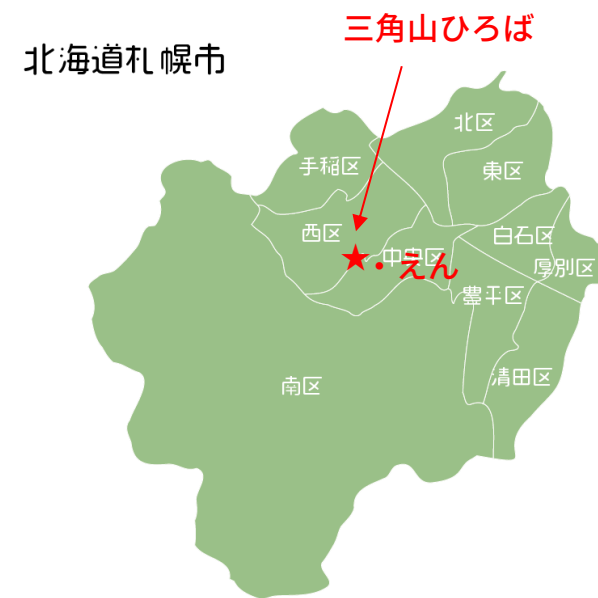 三角山ひろば
北海道札幌市
北区
手稲区
東区
西区
白石区
中央区
・えん
厚別区
豊平区
清田区
南区